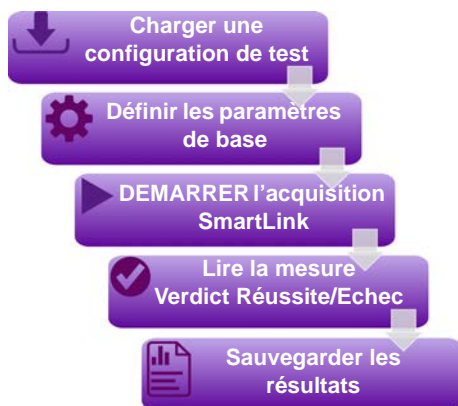 Charger une
configuration de test
Définir les paramètres
de base
DEMARRER l'acquisition
SmartLink
Lire la mesure
Verdict Réussite/Echec
Sauvegarder les
résultats